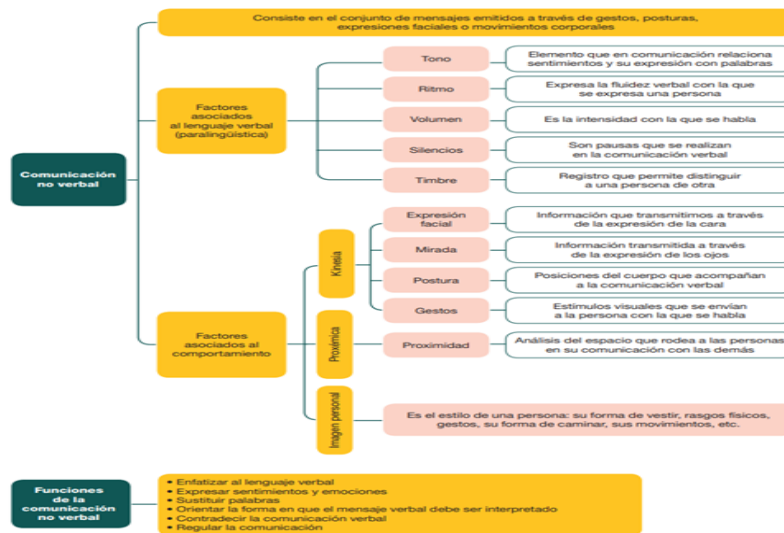 Consiste en el conjunto de mensajes emitidos a través de gestos, posturas,
expresiones faciales o movimientos corporales
Comunicación
no verbal
Factores
asociados
al lenguaje verbal
(paralingüística)
Tono
Elemento que en comunicación relaciona
sentimientos y su expresión con palabras
Ritmo
Expresa la fluidez verbal con la que
se expresa una persona
Volumen
Es la intensidad con la que se habla
Silencios
Son pausas que se realizan
en la comunicación verbal
Timbre
Registro que permite distinguir
a una persona de otra
Factores
asociados al
comportamiento
Kinesia
Expresión
facial
Información que transmitimos a través
de la expresión de la cara
Mirada
Información transmitida a través
de la expresión de los ojos
Postura
Posiciones del cuerpo que acompañan
a la comunicación verbal
Gestos
Estímulos visuales que se envían
a la persona con la que se habla
Proxémica
Proximidad
Análisis del espacio que rodea a las personas
en su comunicación con las demás
Imagen personal
Es el estilo de una persona: su forma de vestir, rasgos físicos,
gestos, su forma de caminar, sus movimientos, etc.
Funciones
de la
comunicación
no verbal
• Enfatizar al lenguaje verbal
• Expresar sentimientos y emociones
• Sustituir palabras
• Orientar la forma en que el mensaje verbal debe ser interpretado
• Contradecir la comunicación verbal
• Regular la comunicación